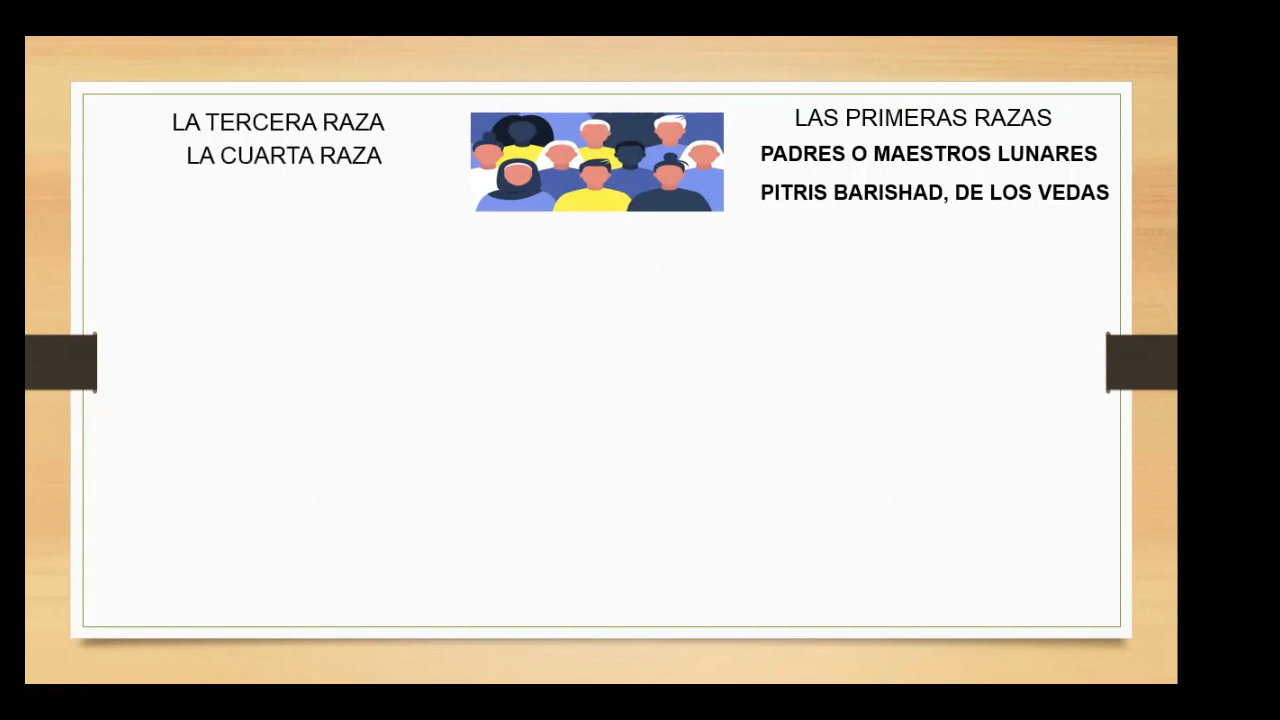 LA TERCERA RAZA
LA CUARTA RAZA
LAS PRIMERAS RAZAS
PADRES O MAESTROS LUNARES
PITRIS BARISHAD, DE LOS VEDAS